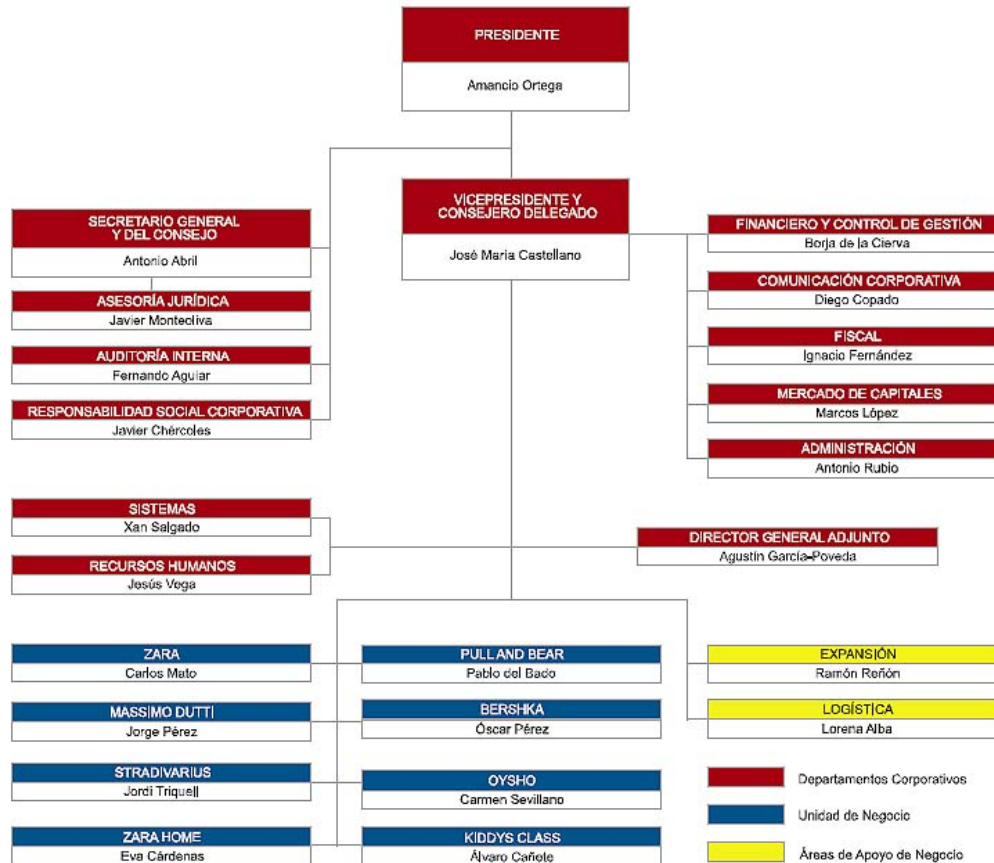 PRESIDENTE
Amancio Ortega
VICEPRESIDENTE Y
CONSEJERO DELEGADO
José Maria Castellano
SECRETARIO GENERAL
Y DEL CONSEJO
Antonio Abril
ASESORÍA JURÍDICA
Javier Monteoliva
AUDITORÍA INTERNA
Fernando Aguiar
RESPONSABILIDAD SOCIAL CORPORATIVA
Javier Chércoles
FINANCIERO Y CONTROL DE GESTIÓN
Borja de la Cierva
COMUNICACIÓN CORPORATIVA
Diego Copado
FISCAL
Ignacio Fernández
MERCADO DE CAPITALES
Marcos López
ADMINISTRACIÓN
Antonio Rubio
SISTEMAS
Xan Salgado
RECURSOS HUMANOS
Jesús Vega
DIRECTOR GENERAL ADJUNTO
Agustín García-Poveda
ZARA
Carlos Mato
PULL AND BEAR
Pablo del Bado
EXPANSIÓN
Ramón Reñón
MASSIMO DUTTI
Jorge Pérez
BERSHKA
Óscar Pérez
LOGÍSTICA
Lorena Alba
STRADIVARIUS
Jordi Triquell
OYSHO
Carmen Sevillano
ZARA HOME
Eva Cárdenas
KIDDYS CLASS
Álvaro Cañete
Departamentos Corporativos
Unidad de Negocio
Áreas de Apoyo de Negocio